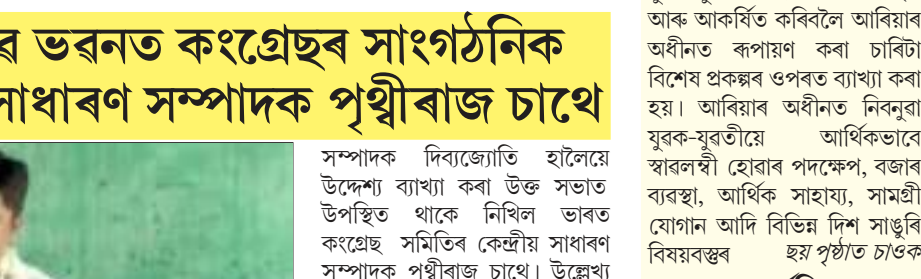 ৱ ভৱনত কংগ্ৰেছৰ সাংগঠনিক
সাধাৰণ সম্পাদক পৃথ্বীৰাজ চাথে
সম্পাদক দিব্যজ্যোতি হালৈয়ে
উদ্দেশ্য ব্যাখ্যা কৰা উক্ত সভাত
উপস্থিত থাকে নিখিল ভাৰত
কংগ্ৰেছ সমিতিৰ কেন্দ্ৰীয় সাধাৰণ
সম্পাদক পৃথ্বীৰাজ চাথে। উল্লেখ্য
আৰু আকৰ্ষিত কৰিবলৈ আৰিয়াৰ
অধীনত ৰূপায়ণ কৰা চাৰিটা
বিশেষ প্ৰকল্পৰ ওপৰত ব্যাখ্যা কৰা
হয়। আৰিয়াৰ অধীনত নিবনুৱা
যুৱক-যুৱতীয়ে আৰ্থিকভাবে
স্বাৱলম্বী হোৱাৰ পদক্ষেপ, বজাৰ
ব্যৱস্থা, আৰ্থিক সাহায্য, সামগ্ৰী
যোগান আদি বিভিন্ন দিশ সাঙুৰি
বিষয়বস্তুৰ ছয় পৃষ্ঠাত চাওক